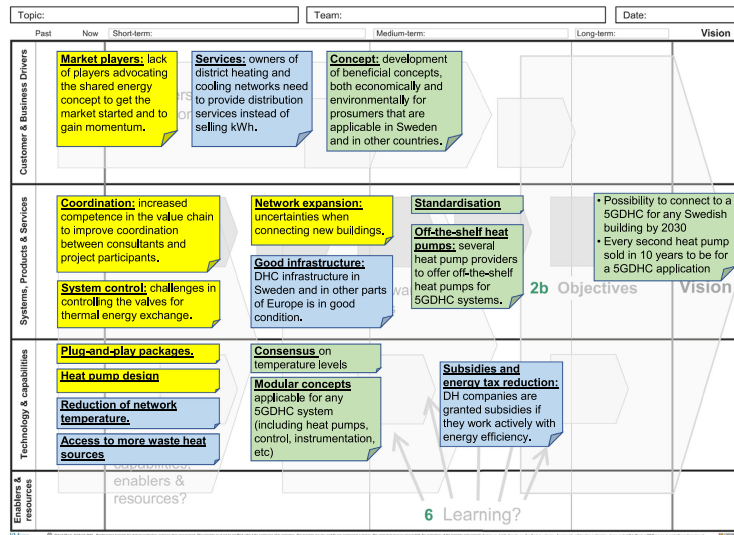 Topic:
Team:
Date:
Past
Now
Short-term:
Medium-term:
Long-term:
Vision
Customer & Business Drivers
Market players: lack
of players advocating
the shared energy
concept to get the
market started and to
gain momentum.
Services: owners of
district heating and
cooling networks need
to provide distribution
services instead of
selling kWh.
Concept: development
of beneficial concepts,
both economically and
environmentally for
prosumers that are
applicable in Sweden
and in other countries.
Systems, Products & Services
Coordination: increased
competence in the value chain
to improve coordination
between consultants and
project participants.
System control: challenges in
controlling the valves for
thermal energy exchange.
Network expansion:
uncertainties when
connecting new buildings.
Good infrastructure:
DHC infrastructure in
Sweden and in other parts
of Europe is in good
condition.
Standardisation
Off-the-shelf heat
pumps: several
heat pump providers
to offer off-the-shelf
heat pumps for
5GDHC systems.
2b Objectives
• Possibility to connect to a
5GDHC for any Swedish
building by 2030
• Every second heat pump
sold in 10 years to be for
a 5GDHC application
Vision
Technology & capabilities
Plug-and-play packages.
Heat pump design
Reduction of network
temperature.
Access to more waste heat
sources
capabilities:
enablers &
resources?
Consensus on
temperature levels
Modular concepts
applicable for any
5GDHC system
(including heat pumps,
control, instrumentation,
etc)
Subsidies and
energy tax reduction:
DH companies are
granted subsidies if
they work actively with
energy efficiency.
Enablers &
resources
6 Learning?